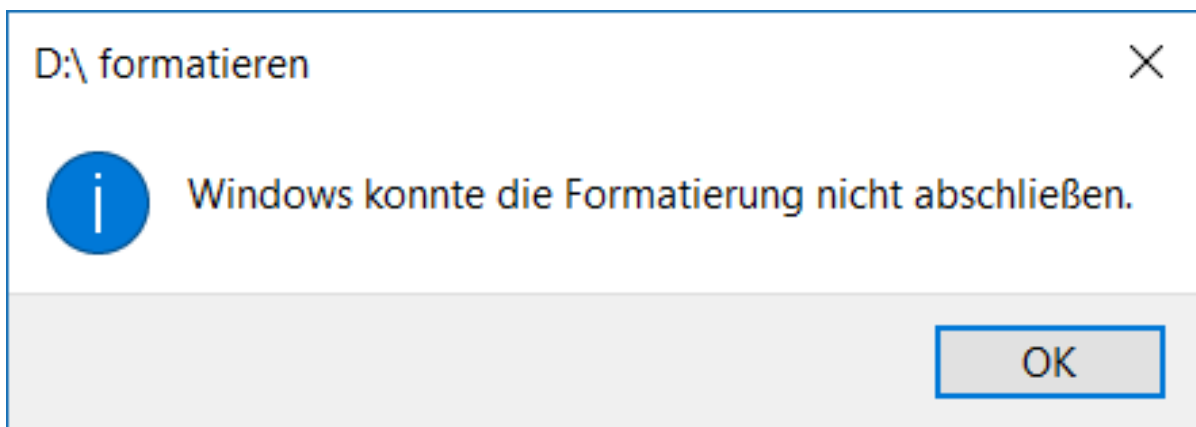 D:\ formatieren
Windows konnte die Formatierung nicht abschließen.
OK